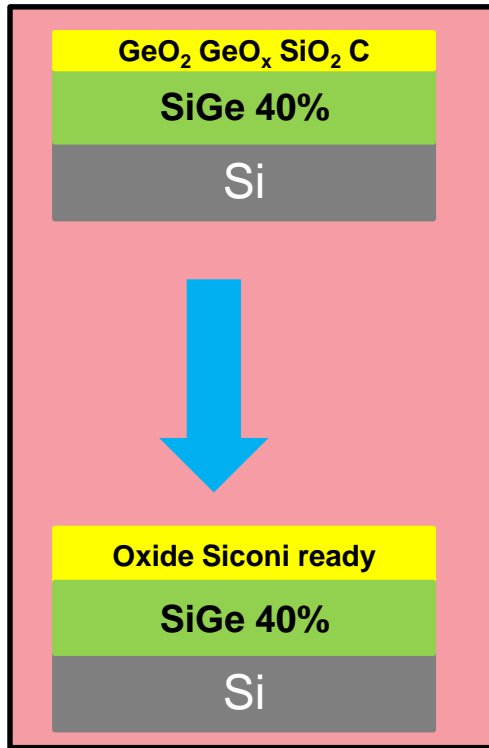 GeO₂ GeOₓ SiO₂ C
SiGe 40%
Si
Oxide Siconi ready
SiGe 40%
Si